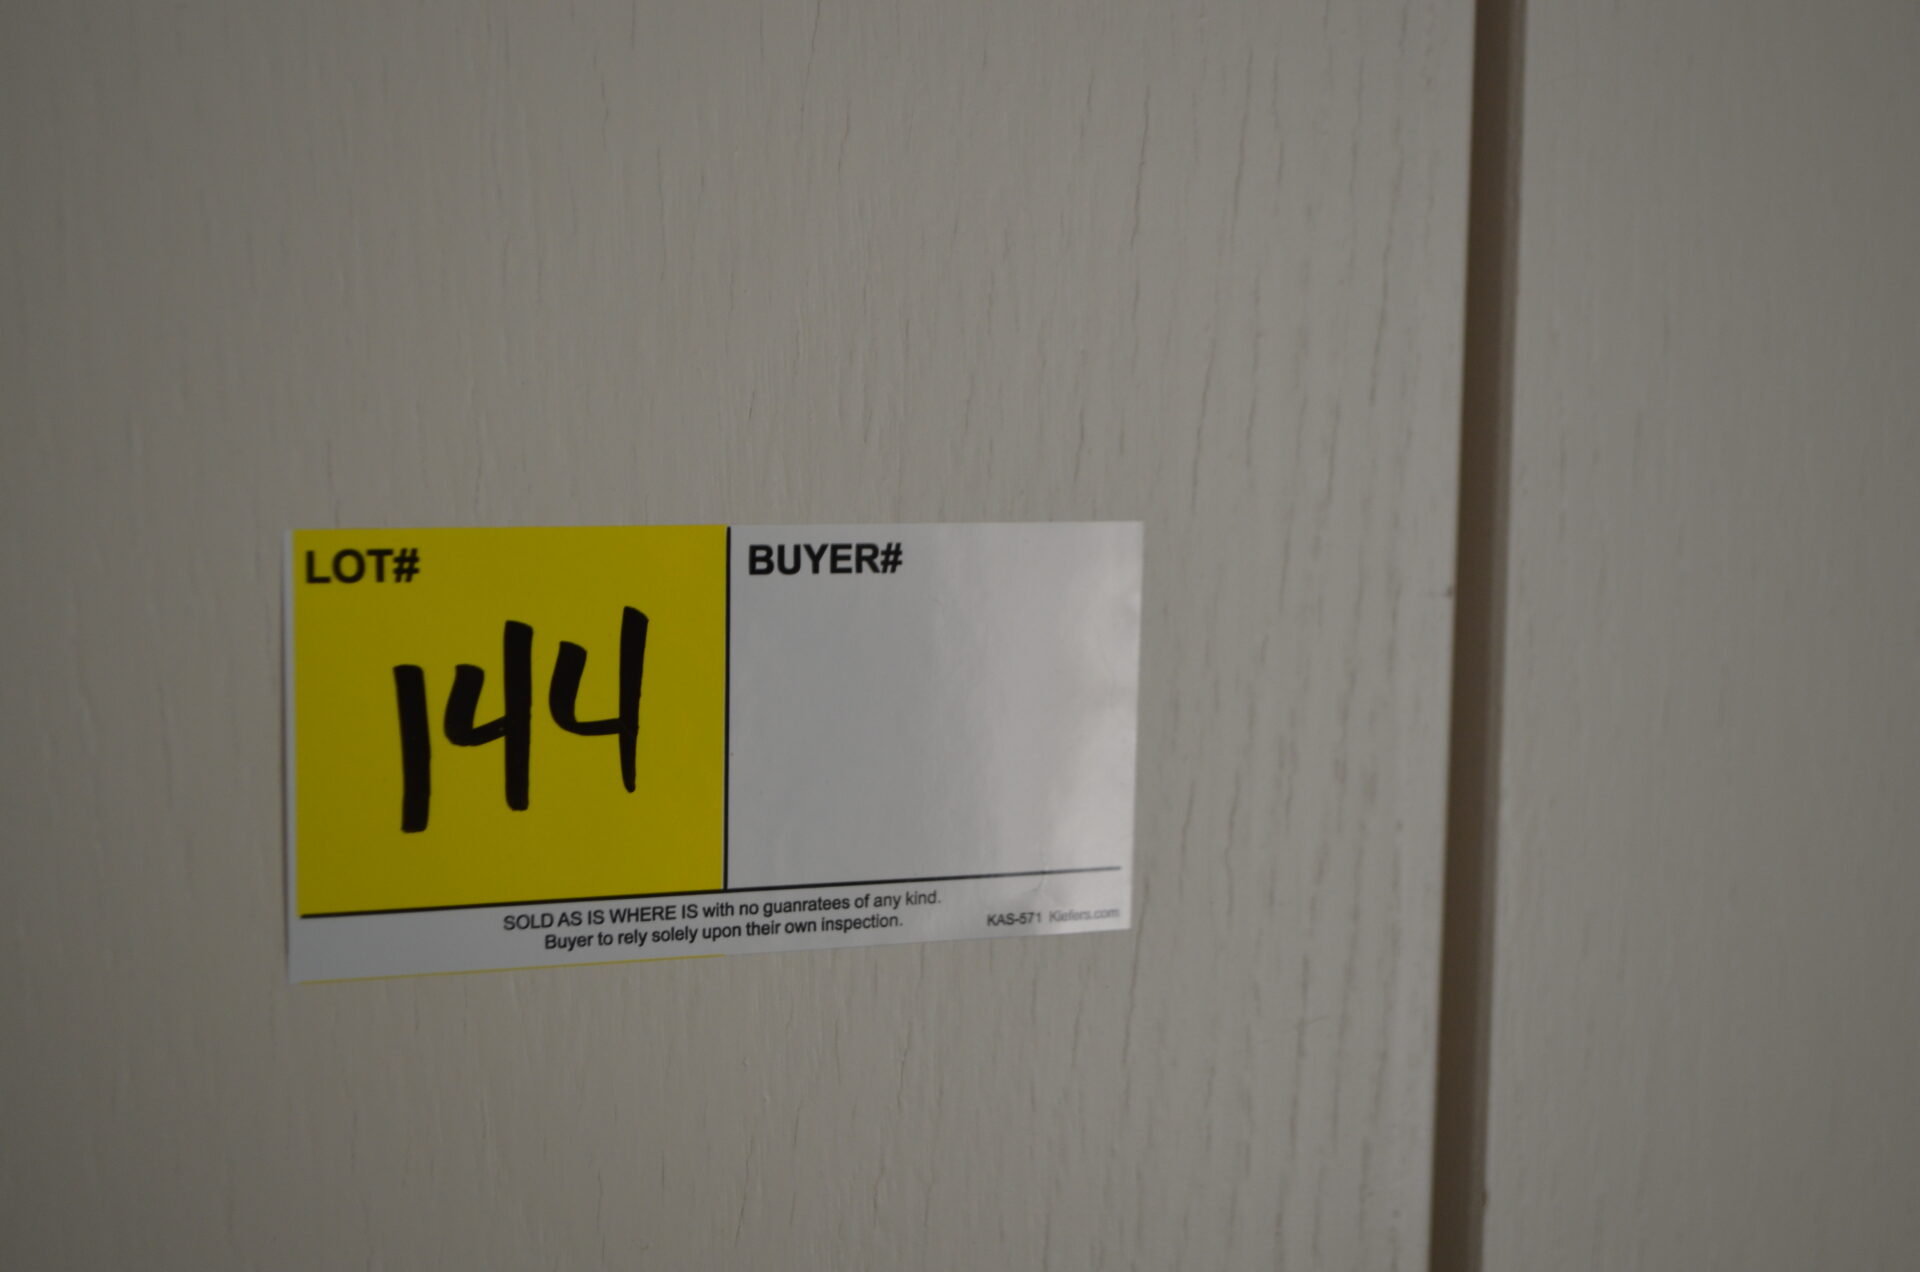 LOT#
144
BUYER#
SOLD AS IS WHERE IS with no guanratees of any kind.
Buyer to rely solely upon their own inspection.
KAS-571 Kiefers.com